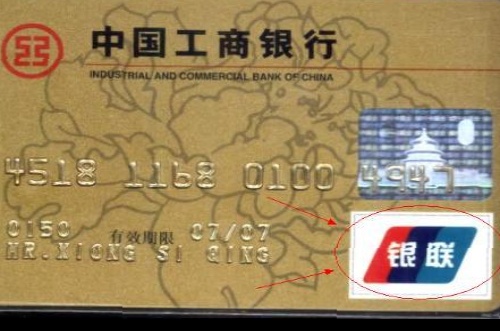 中国工商银行
INDUSTRIAL AND COMMERCIAL BANK OF CHINA
4518 1168 0100 4947
0150 有效期限 07/07
MR.XIONG SI QING
银联